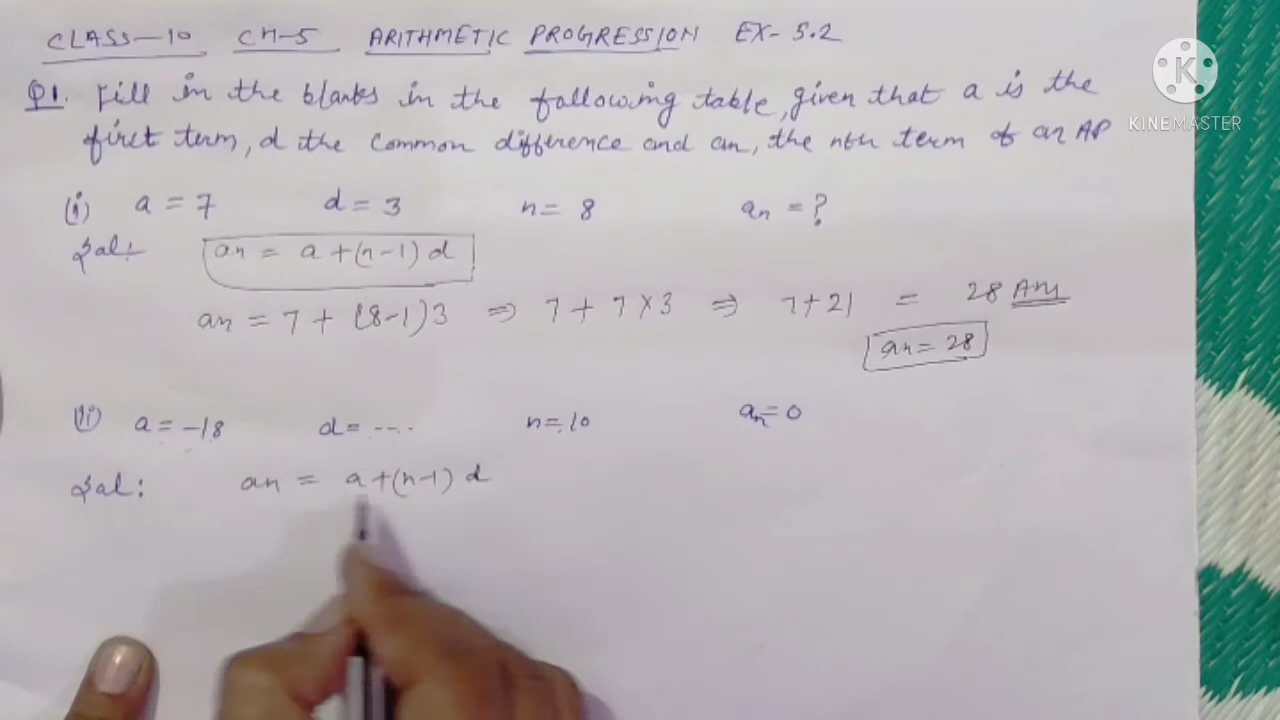 CLASS-10 CH-5 ARITHMETIC PROGRESSION EX-5.2
K
KINEMASTER
Q1. Fill in the blanks in the following table, given that a is the
first term, d the common difference and an, the nth term of an AP
(i) a = 7 d = 3 n = 8 an = ?
Sol: an = a + (n-1) d
an = 7 + (8-1)3 ⇒ 7 + 7 × 3 ⇒ 7 + 21 = 28 Ans
an = 28
(ii) a = -18 d = ---- n = 10 an = 0
Sol: an = a + (n-1) d